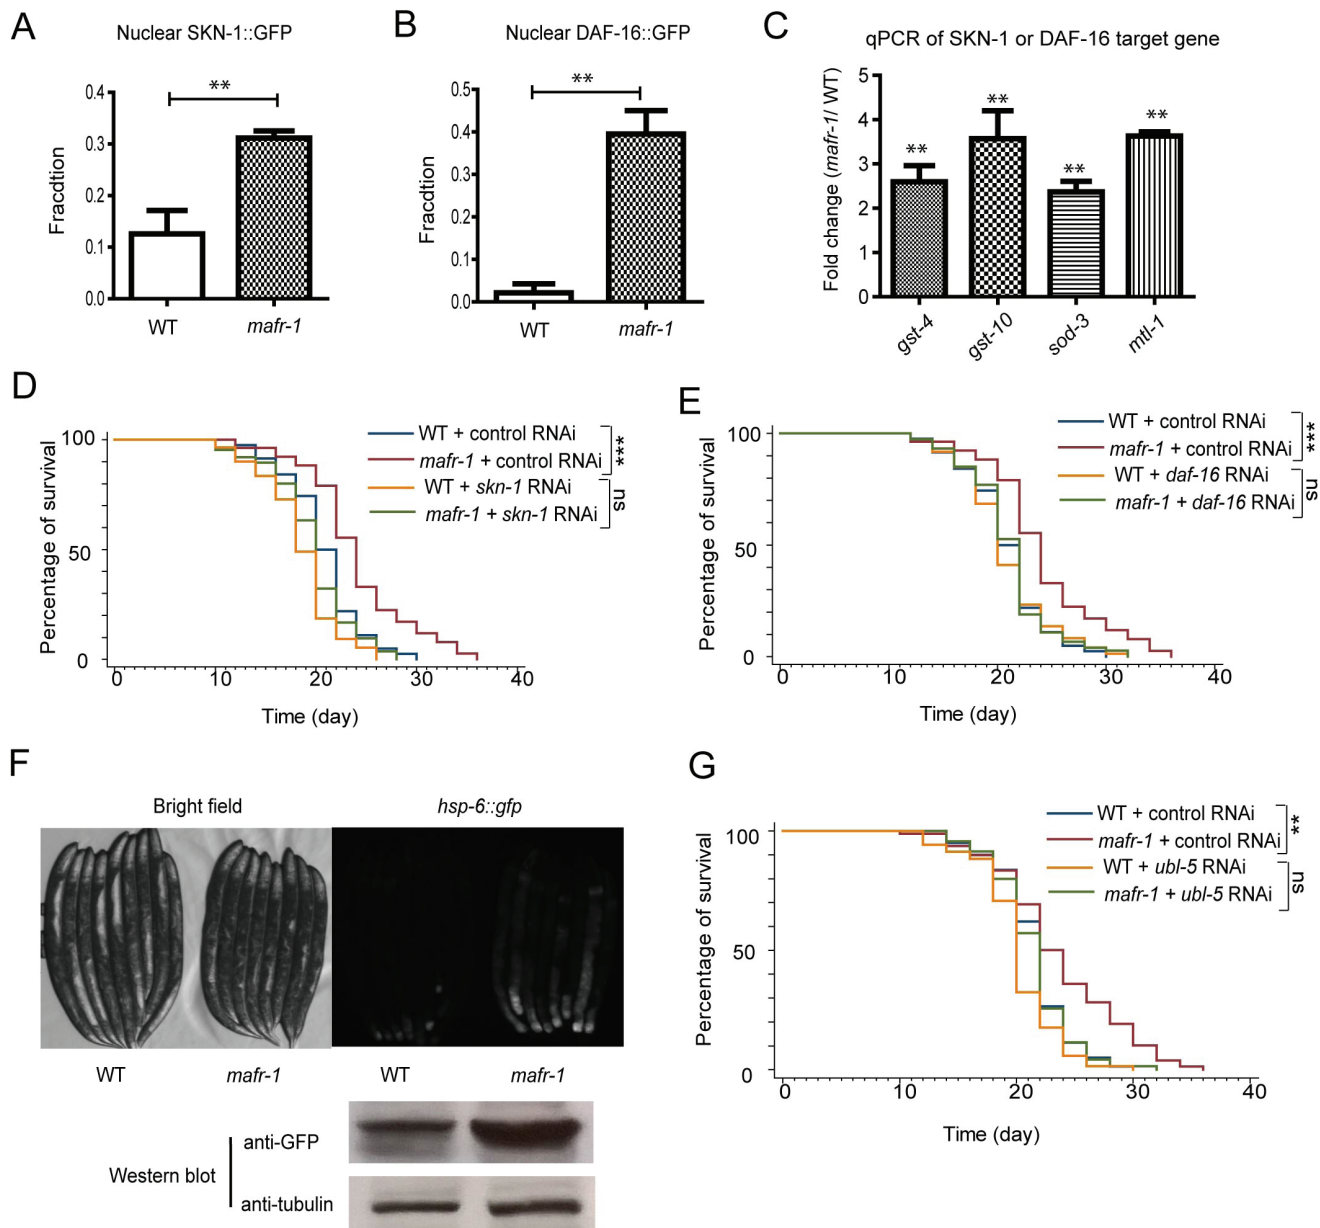 A
Nuclear SKN-1::GFP
**
Fracdtion
0.4
0.3
0.2
0.1
0.0
WT
mafr-1
B
Nuclear DAF-16::GFP
**
Fracdtion
0.5
0.4
0.3
0.2
0.1
0.0
WT
mafr-1
C
qPCR of SKN-1 or DAF-16 target gene
Fold change (mafr-1/ WT)
5
4
3
2
1
0
**
**
**
**
gst-4
gst-10
sod-3
mtl-1
D
Percentage of survival
100
50
0
0
20
40
Time (day)
WT + control RNAi
mafr-1 + control RNAi
WT + skn-1 RNAi
mafr-1 + skn-1 RNAi
***
ns
E
Percentage of survival
100
50
0
0
10
20
30
40
Time (day)
WT + control RNAi
mafr-1 + control RNAi
WT + daf-16 RNAi
mafr-1 + daf-16 RNAi
***
ns
F
Bright field
hsp-6::gfp
WT
mafr-1
WT
mafr-1
Western blot
anti-GFP
anti-tubulin
G
Percentage of survival
100
50
0
0
10
20
30
40
Time (day)
WT + control RNAi
mafr-1 + control RNAi
WT + ubl-5 RNAi
mafr-1 + ubl-5 RNAi
**
ns